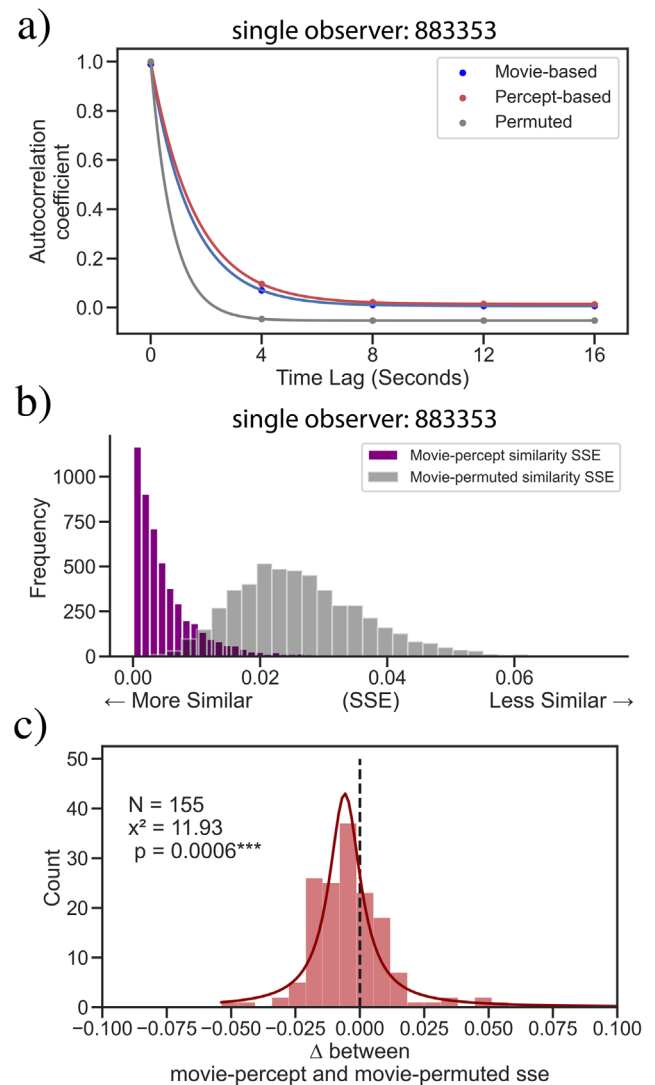 a)
single observer: 883353
1.0
0.8
0.6
0.4
0.2
0.0
Autocorrelation
coefficient
Movie-based
Percept-based
Permuted
0 4 8 12 16
Time Lag (Seconds)
b)
single observer: 883353
1000
750
500
250
0
Frequency
Movie-percept similarity SSE
Movie-permuted similarity SSE
0.00 0.02 0.04 0.06
← More Similar (SSE) Less Similar →
c)
50
40
30
20
10
0
Count
N = 155
x² = 11.93
p = 0.0006***
−0.100 −0.075 −0.050 −0.025 0.000 0.025 0.050 0.075 0.100
Δ between
movie-percept and movie-permuted sse